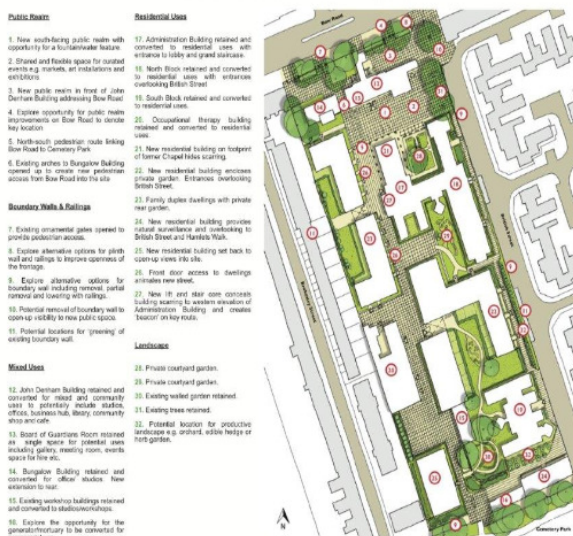 Public Realm
1. New south-facing public realm with
opportunity for a fountain/water feature.
2. Shared and flexible space for curated
events e.g. markets, art installations and
exhibitions
3. New public realm in front of John
Denham Building addressing Bow Road
4. Explore opportunity for public realm
improvements on Bow Road to denote
key location
5. North-south pedestrian route linking
Bow Road to Cemetery Park
6. Existing arches to Bungalow Building
opened up to create new pedestrian
access from Bow Road into the site
Boundary Walls & Railings
7. Existing ornamental gates opened to
provide pedestrian access.
8. Explore alternative options for plinth
wall and railings to improve openness of
the frontage.
9. Explore alternative options for
boundary wall including removal, partial
removal and lowering with railings.
10. Potential removal of boundary wall to
open-up visibility to new public space.
11. Potential locations for 'greening' of
existing boundary wall.
Mixed Uses
12. John Denham Building retained and
converted for mixed and community
uses to potentially include studios,
offices, business hub, library, community
shop and cafe.
13. Board of Guardians Room retained
as single space for potential uses
including gallery, meeting room, events
space for hire etc.
14. Bungalow Building retained and
converted for office/ studios. New
extension to rear.
15. Existing workshop buildings retained
and converted to studios/workshops.
16. Explore the opportunity for the
generator/mortuary to be converted for
Residential Uses
17. Administration Building retained and
converted to residential uses with
entrance to lobby and grand staircase.
18. North Block retained and converted
to residential uses with entrances
overlooking British Street
19. South Block retained and converted
to residential uses.
20. Occupational therapy building
retained and converted to residential
uses.
21. New residential building on footprint
of former Chapel hides scarring.
22. New residential building encloses
private garden. Entrances overlooking
British Street.
23. Family duplex dwellings with private
rear garden.
24. New residential building provides
natural surveillance and overlooking to
British Street and Hamlets Walk.
25. New residential building set back to
open-up views into site.
26. Front door access to dwellings
animates new street.
27. New lift and stair core conceals
building scarring to western elevation of
Administration Building and creates
'beacon' on key route.
Landscape
28. Private courtyard garden.
29. Private courtyard garden.
30. Existing walled garden retained.
31. Existing trees retained.
32. Potential location for productive
landscape e.g. orchard, edible hedge or
herb garden.
Bow Road
N
Cemetery Park